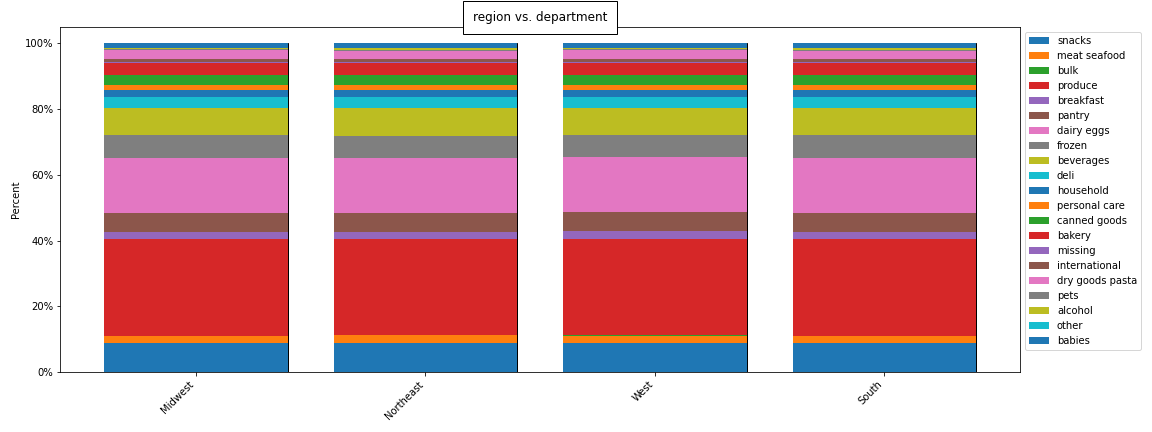 region vs. department
100%
80%
60%
40%
20%
0%
Percent
Midwest
Northeast
West
South
snacks
meat seafood
bulk
produce
breakfast
pantry
dairy eggs
frozen
beverages
deli
household
personal care
canned goods
bakery
missing
international
dry goods pasta
pets
alcohol
other
babies